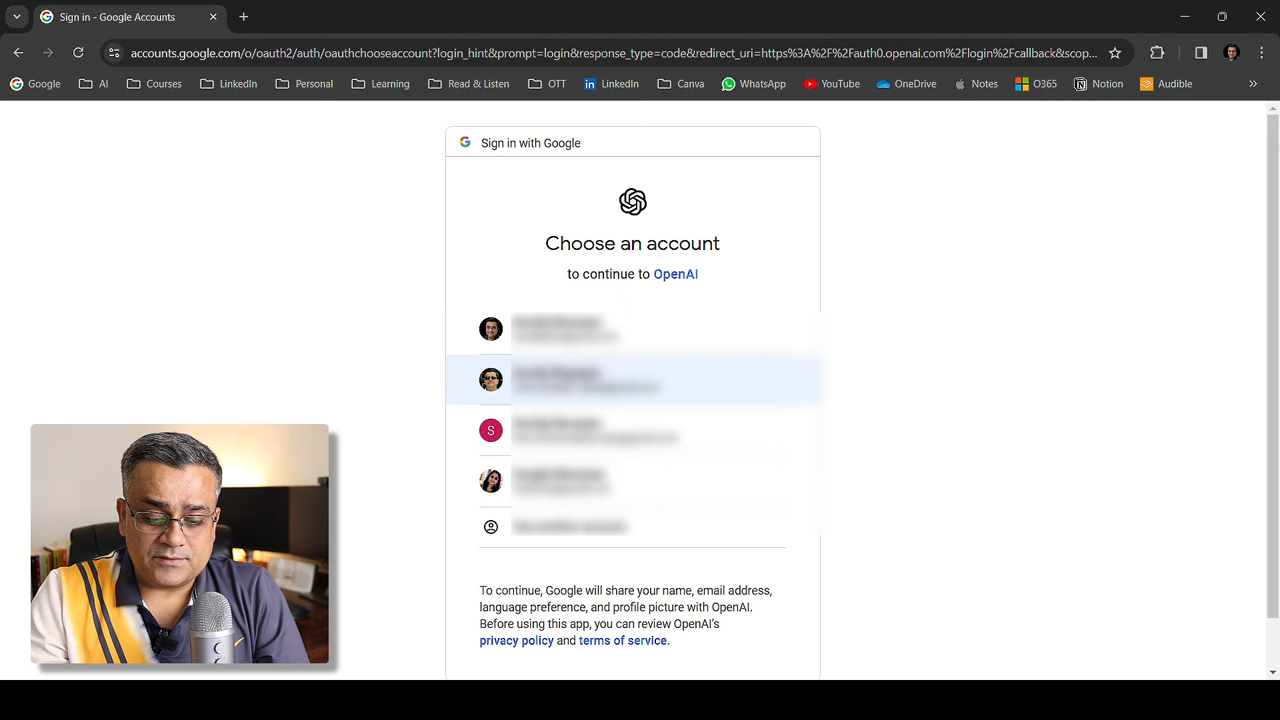 Sign in - Google Accounts
accounts.google.com/o/oauth2/auth/oauthchooseaccount?login_hint&prompt=login&response_type=code&redirect_uri=https%3A%2F%2Fauth0.openai.com%2Flogin%2Fcallback&scop...
Google AI Courses LinkedIn Personal Learning Read & Listen OTT LinkedIn Canva WhatsApp YouTube OneDrive Notes O365 Notion Audible
Sign in with Google
Choose an account
to continue to OpenAI
S
To continue, Google will share your name, email address,
language preference, and profile picture with OpenAI.
Before using this app, you can review OpenAI's
privacy policy and terms of service.